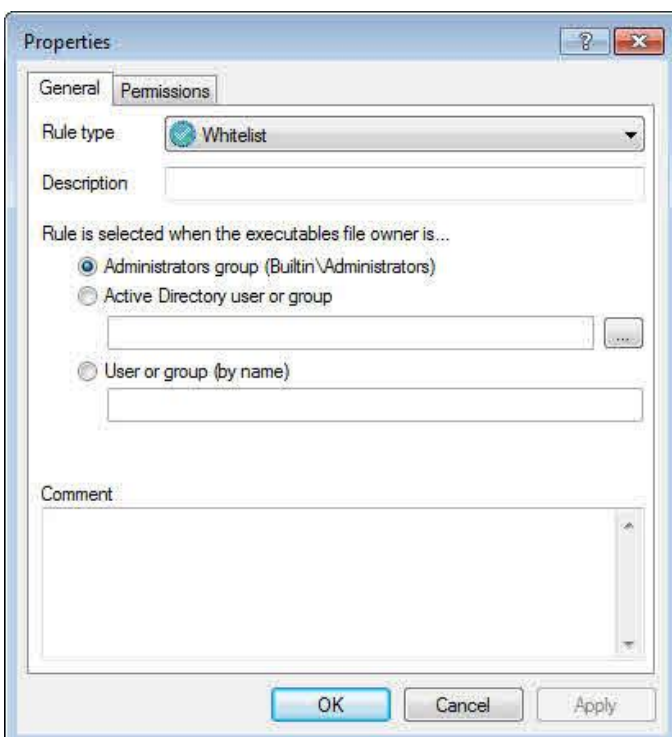 Properties
General Permissions
Rule type Whitelist
Description
Rule is selected when the executables file owner is...
Administrators group (Builtin\Administrators)
Active Directory user or group
...
User or group (by name)
Comment
OK Cancel Apply